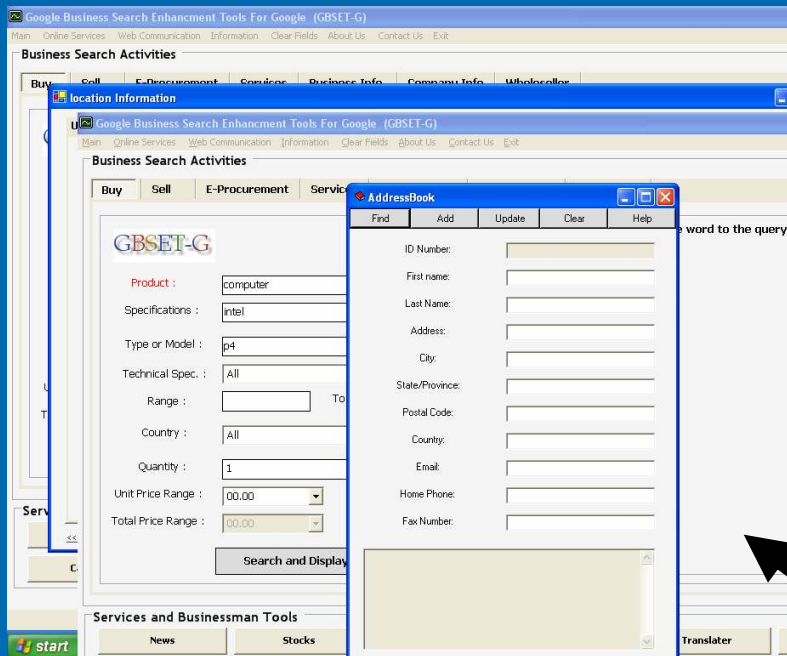 Google Business Search Enhancment Tools For Google (GBSET-G)
Main Online Services Web Communication Information Clear Fields About Us Contact Us Exit
Business Search Activities
Buy Sell E-Procurement Services Business Info Company Info Wholeseller
location Information
Google Business Search Enhancment Tools For Google (GBSET-G)
Main Online Services Web Communication Information Clear Fields About Us Contact Us Exit
Business Search Activities
Buy Sell E-Procurement Servic
AddressBook
Find Add Update Clear Help
word to the query
GBSET-G
Product : computer
Specifications : intel
Type or Model : p4
Technical Spec. : All
Range : To
Country : All
Quantity : 1
Unit Price Range : 00.00
Total Price Range : 00.00
Search and Display
ID Number:
First name:
Last Name:
Address:
City:
State/Province:
Postal Code:
Country:
Email:
Home Phone:
Fax Number:
Serv
<<
Services and Businessman Tools
News Stocks Translater
start